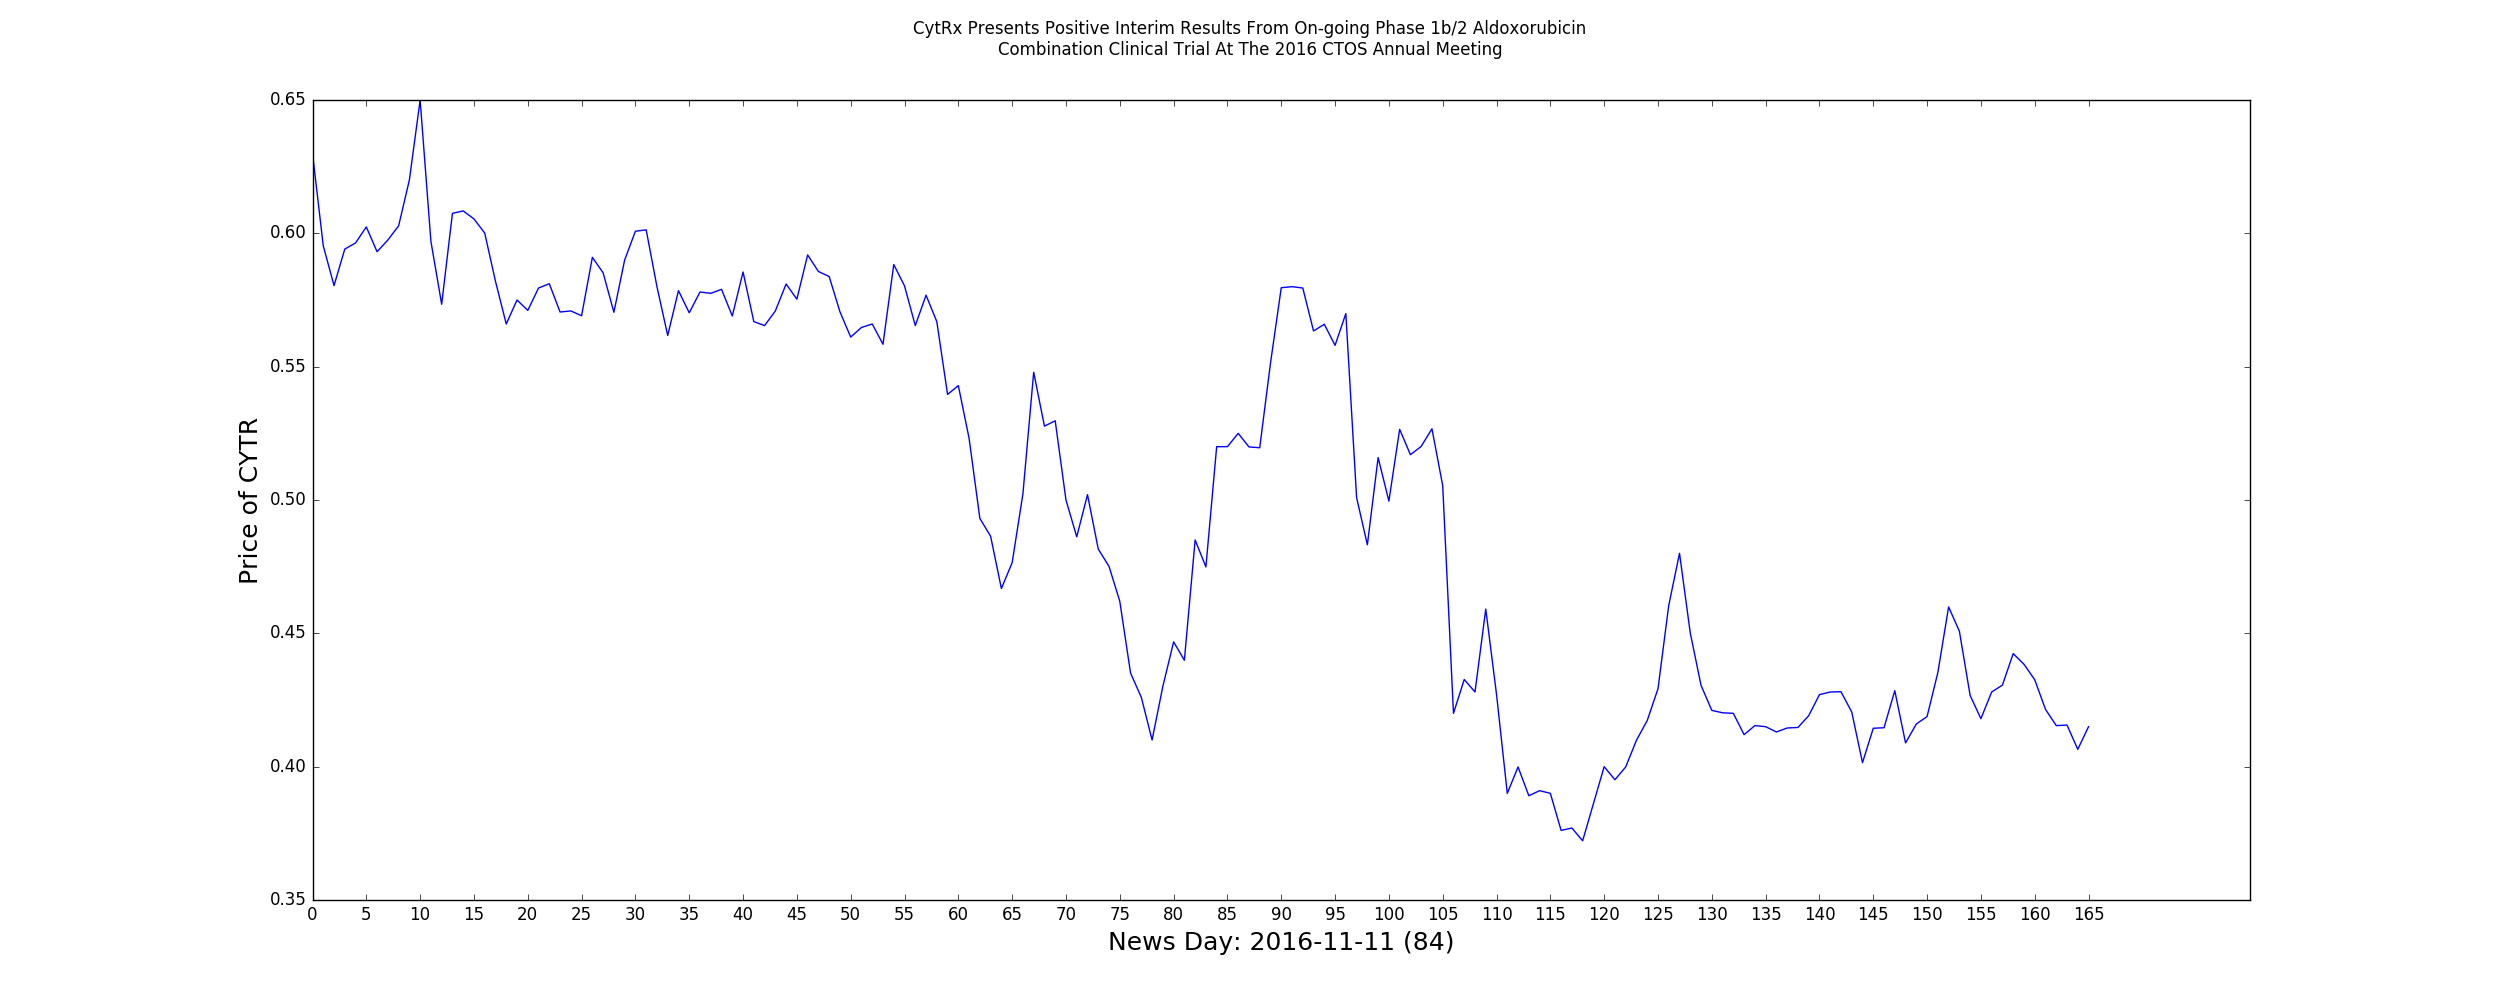 CytRx Presents Positive Interim Results From On-going Phase 1b/2 Aldoxorubicin
Combination Clinical Trial At The 2016 CTOS Annual Meeting
0.65
0.60
0.55
0.50
0.45
0.40
0.35
Price of CYTR
0 5 10 15 20 25 30 35 40 45 50 55 60 65 70 75 80 85 90 95 100 105 110 115 120 125 130 135 140 145 150 155 160 165
News Day: 2016-11-11 (84)